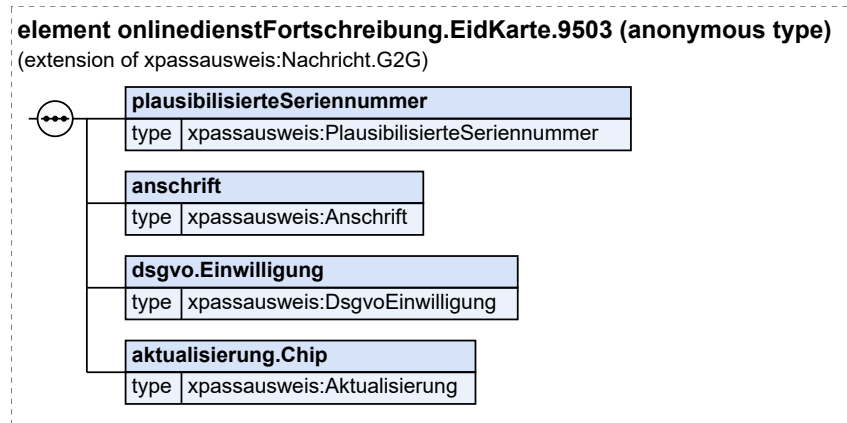 element onlinedienstFortschreibung.EidKarte.9503 (anonymous type)
(extension of xpassausweis:Nachricht.G2G)
plausibilisierteSeriennummer
type xpassausweis:PlausibilisierteSeriennummer
anschrift
type xpassausweis:Anschrift
dsgvo.Einwilligung
type xpassausweis:DsgvoEinwilligung
aktualisierung.Chip
type xpassausweis:Aktualisierung